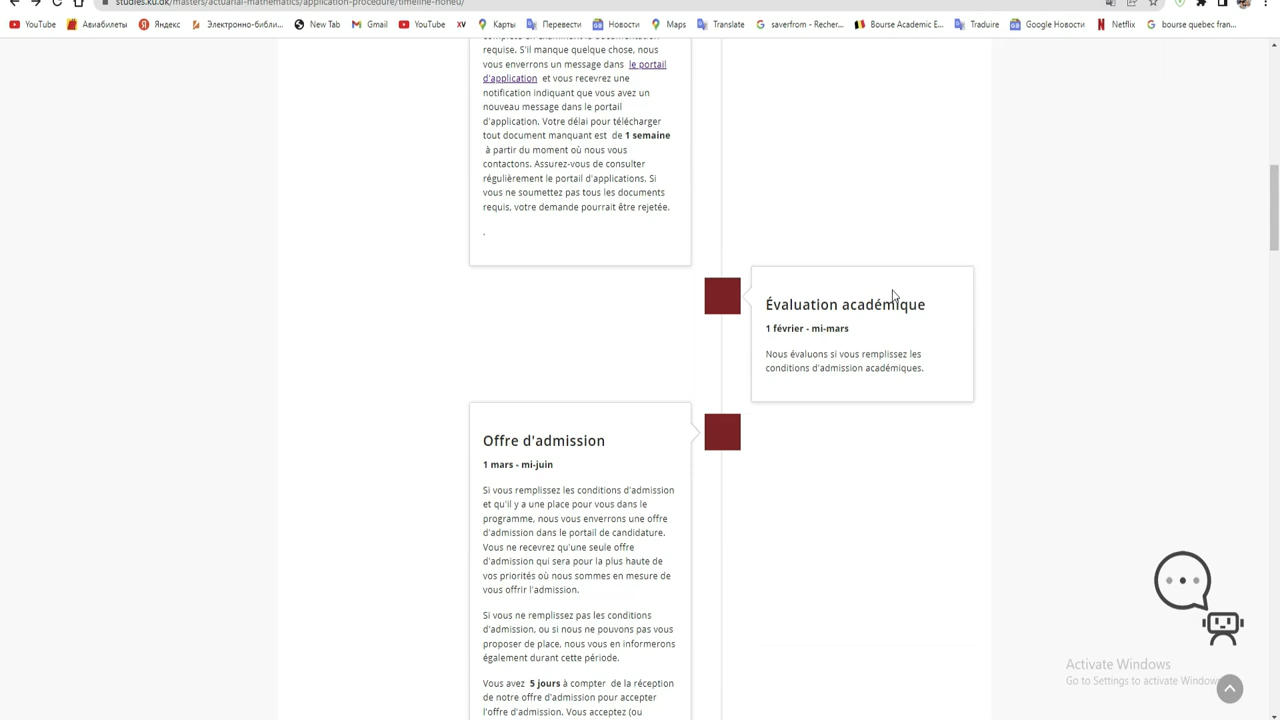 studies.ku.dk/masters/actuarial-mathematics/application-procedure/timeline-noneu/
YouTube Авиабилеты Яндекс Электронно-библи... New Tab Gmail YouTube Карты Перевести Новости Maps Translate saverfrom - Recher... Bourse Academic E... Traduire Google Новости Netflix bourse quebec fran...
requise. S'il manque quelque chose, nous
vous enverrons un message dans le portail
d'application et vous recevrez une
notification indiquant que vous avez un
nouveau message dans le portail
d'application. Votre délai pour télécharger
tout document manquant est de 1 semaine
à partir du moment où nous vous
contactons. Assurez-vous de consulter
régulièrement le portail d'applications. Si
vous ne soumettez pas tous les documents
requis, votre demande pourrait être rejetée.
.
Évaluation académique
1 février - mi-mars
Nous évaluons si vous remplissez les
conditions d'admission académiques.
Offre d'admission
1 mars - mi-juin
Si vous remplissez les conditions d'admission
et qu'il y a une place pour vous dans le
programme, nous vous enverrons une offre
d'admission dans le portail de candidature.
Vous ne recevrez qu'une seule offre
d'admission qui sera pour la plus haute de
vos priorités où nous sommes en mesure de
vous offrir l'admission.
Si vous ne remplissez pas les conditions
d'admission, ou si nous ne pouvons pas vous
proposer de place, nous vous en informerons
également durant cette période.
Vous avez 5 jours à compter de la réception
de notre offre d'admission pour accepter
l'offre d'admission. Vous acceptez (ou
Activate Windows
Go to Settings to activate Windows.